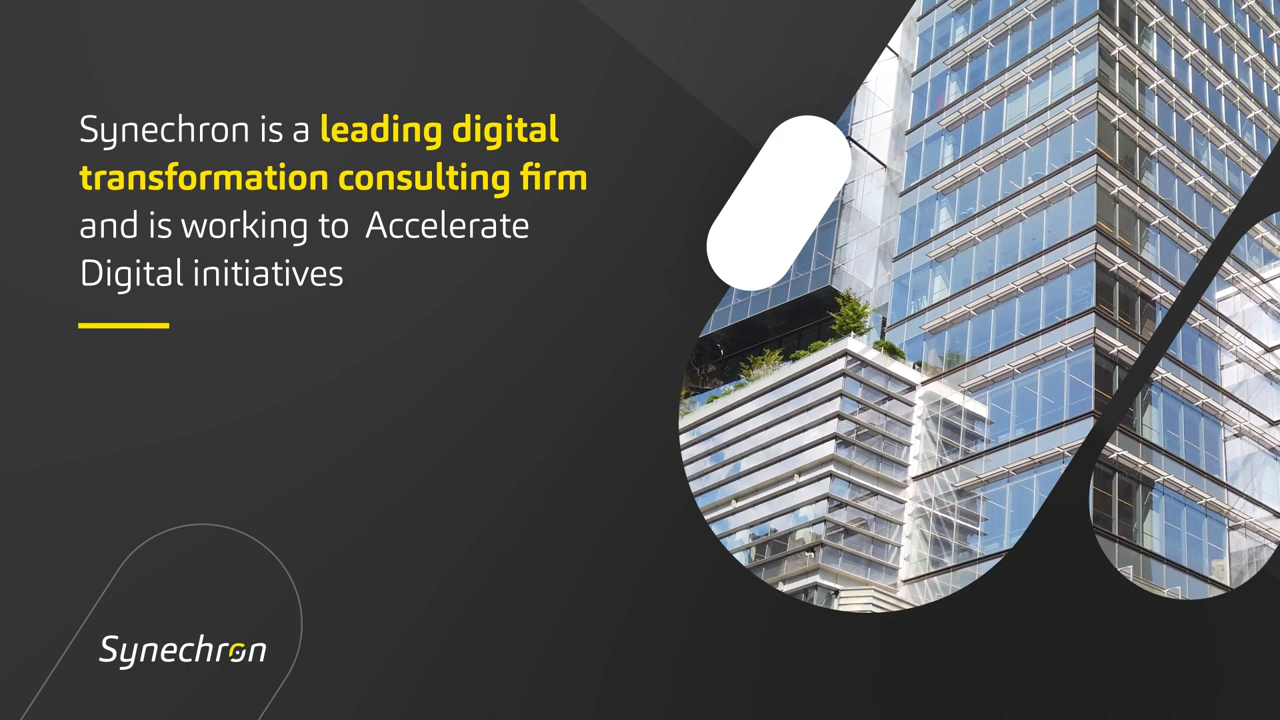 Synechron is a leading digital
transformation consulting firm
and is working to  Accelerate
Digital initiatives
Synechron